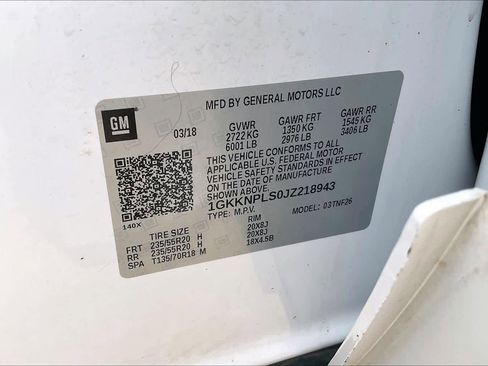 MFD BY GENERAL MOTORS LLC
GM
03/18 GVWR GAWR FRT GAWR RR
2722 KG 1350 KG 1545 KG
6001 LB 2976 LB 3406 LB
THIS VEHICLE CONFORMS TO ALL
APPLICABLE U.S. FEDERAL MOTOR
VEHICLE SAFETY STANDARDS IN EFFECT
ON THE DATE OF MANUFACTURE
SHOWN ABOVE.
1GKKNPLS0JZ218943
TYPE: M.P.V. MODEL: 03TNF26
140X
TIRE SIZE RIM
FRT 235/55R20 H 20X8J
RR 235/55R20 H 20X8J
SPA T135/70R18 M 18X4.5B